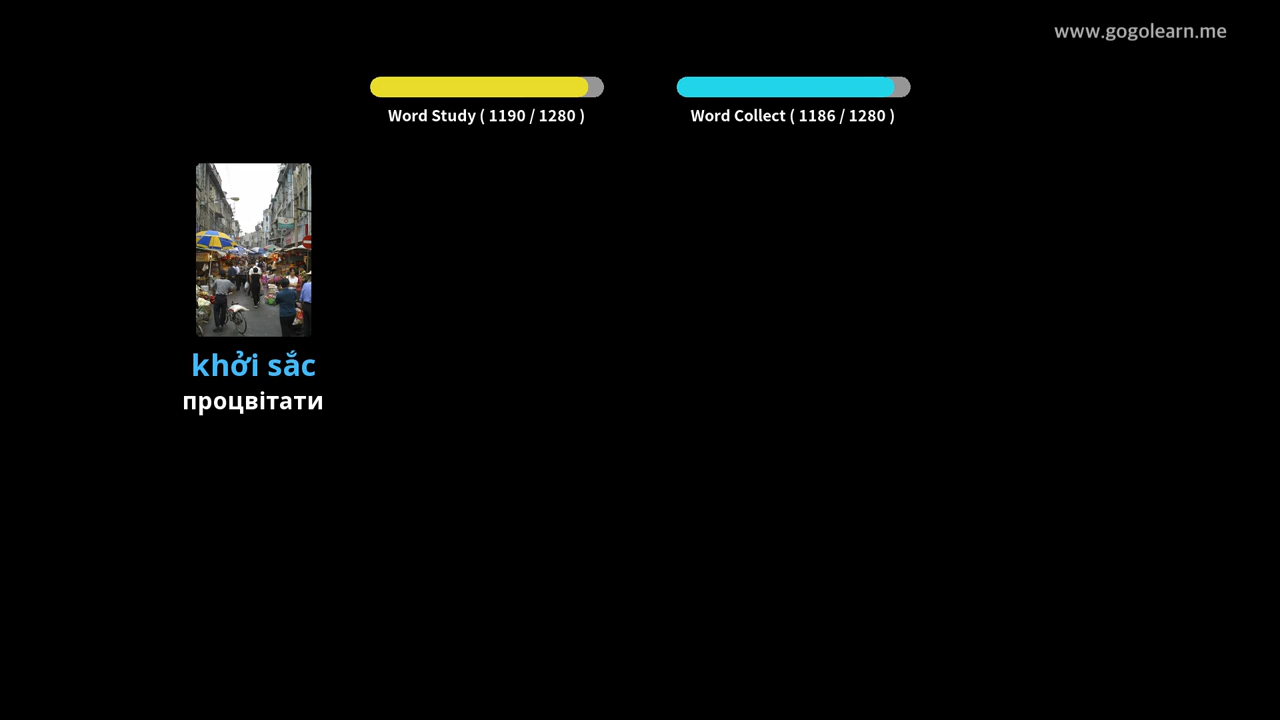 www.gogolearn.me
Word Study ( 1190 / 1280 )
Word Collect ( 1186 / 1280 )
khởi sắc
процвітати